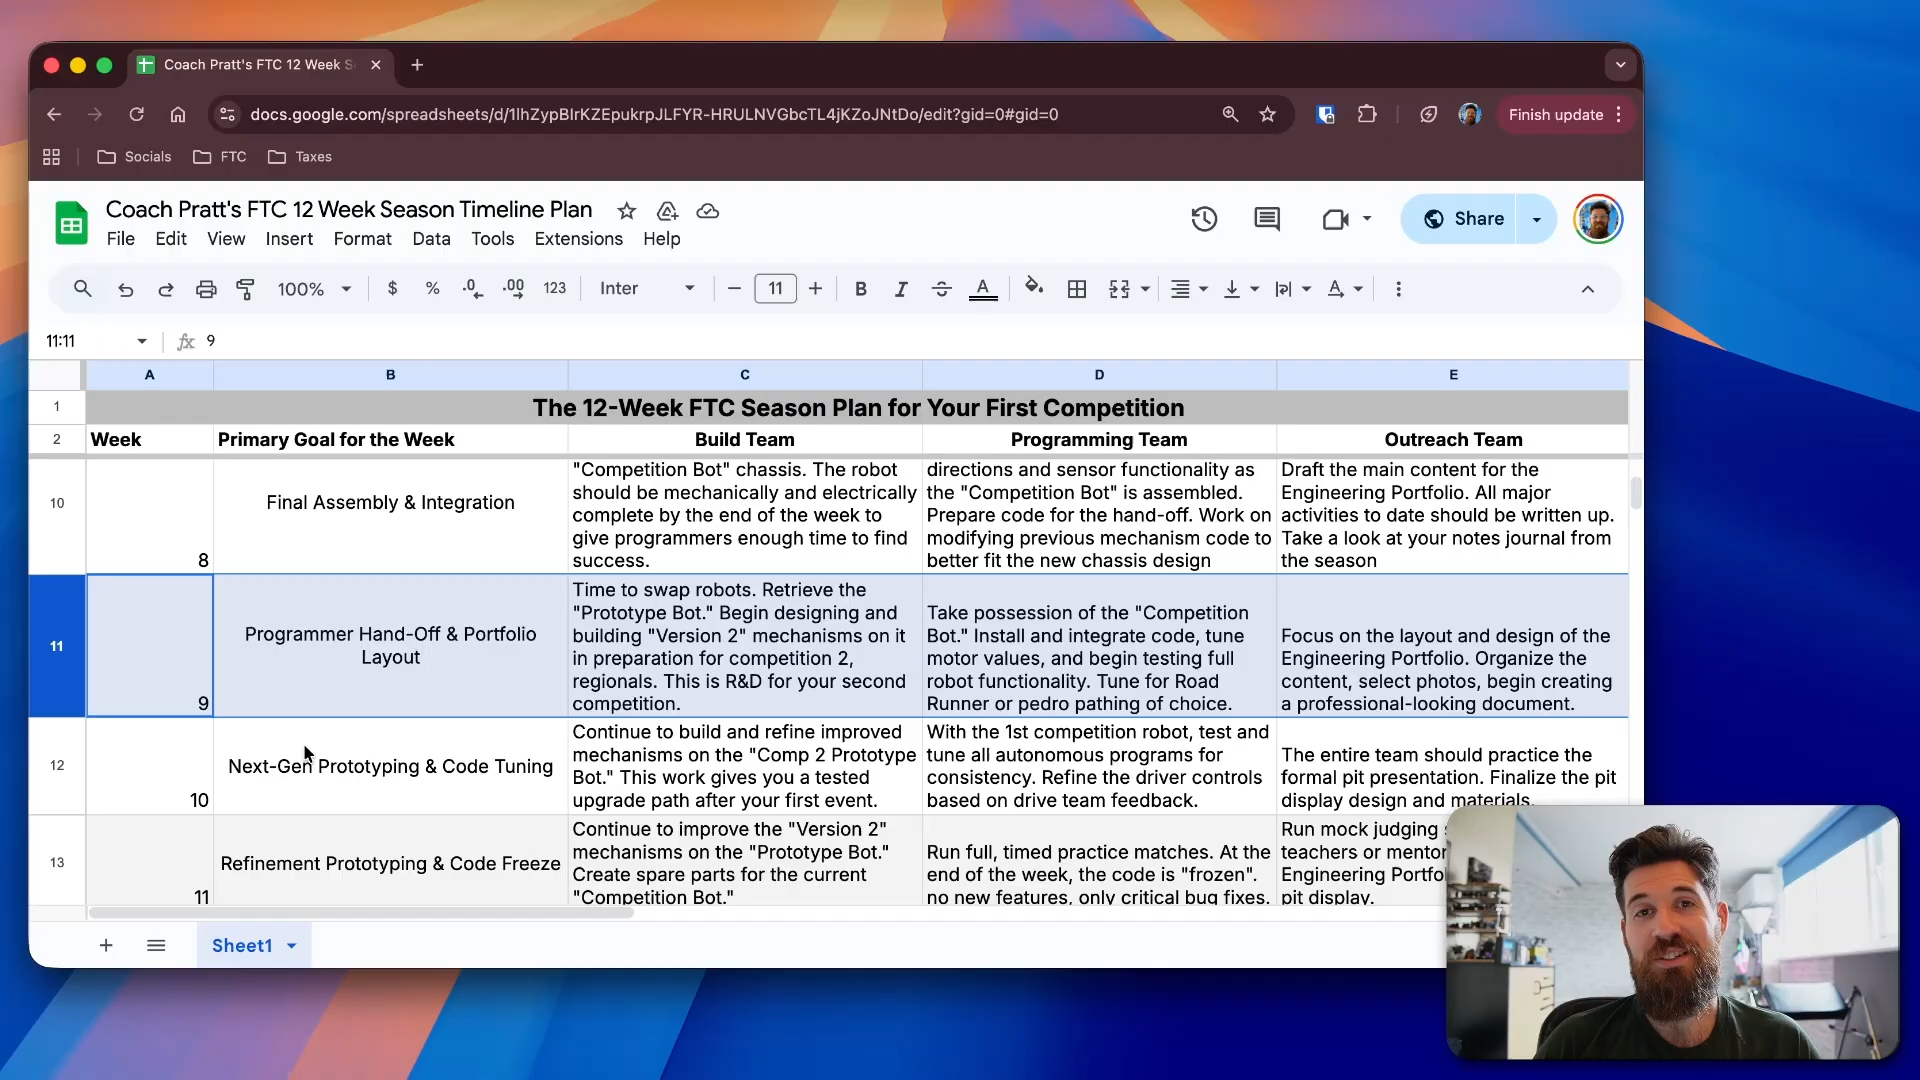 Coach Pratt's FTC 12 Week S
docs.google.com/spreadsheets/d/1lhZypBIrKZEpukrpJLFYR-HRULNVGbcTL4jKZoJNtDo/edit?gid=0#gid=0
Finish update
Socials
FTC
Taxes
Coach Pratt's FTC 12 Week Season Timeline Plan
File Edit View Insert Format Data Tools Extensions Help
Share
100%
$ % .0 .00 123
Inter
11
B I A
11:11
fx 9
A B C D E
1
The 12-Week FTC Season Plan for Your First Competition
2
Week
Primary Goal for the Week
Build Team
Programming Team
Outreach Team
10
8
Final Assembly & Integration
"Competition Bot" chassis. The robot
should be mechanically and electrically
complete by the end of the week to
give programmers enough time to find
success.
directions and sensor functionality as
the "Competition Bot" is assembled.
Prepare code for the hand-off. Work on
modifying previous mechanism code to
better fit the new chassis design
Draft the main content for the
Engineering Portfolio. All major
activities to date should be written up.
Take a look at your notes journal from
the season
11
9
Programmer Hand-Off & Portfolio
Layout
Time to swap robots. Retrieve the
"Prototype Bot." Begin designing and
building "Version 2" mechanisms on it
in preparation for competition 2,
regionals. This is R&D for your second
competition.
Take possession of the "Competition
Bot." Install and integrate code, tune
motor values, and begin testing full
robot functionality. Tune for Road
Runner or pedro pathing of choice.
Focus on the layout and design of the
Engineering Portfolio. Organize the
content, select photos, begin creating
a professional-looking document.
12
10
Next-Gen Prototyping & Code Tuning
Continue to build and refine improved
mechanisms on the "Comp 2 Prototype
Bot." This work gives you a tested
upgrade path after your first event.
With the 1st competition robot, test and
tune all autonomous programs for
consistency. Refine the driver controls
based on drive team feedback.
The entire team should practice the
formal pit presentation. Finalize the pit
display design and materials.
13
11
Refinement Prototyping & Code Freeze
Continue to improve the "Version 2"
mechanisms on the "Prototype Bot."
Create spare parts for the current
"Competition Bot."
Run full, timed practice matches. At the
end of the week, the code is "frozen".
no new features, only critical bug fixes.
Run mock judging
teachers or mentor
Engineering Portfo
pit display.
Sheet1